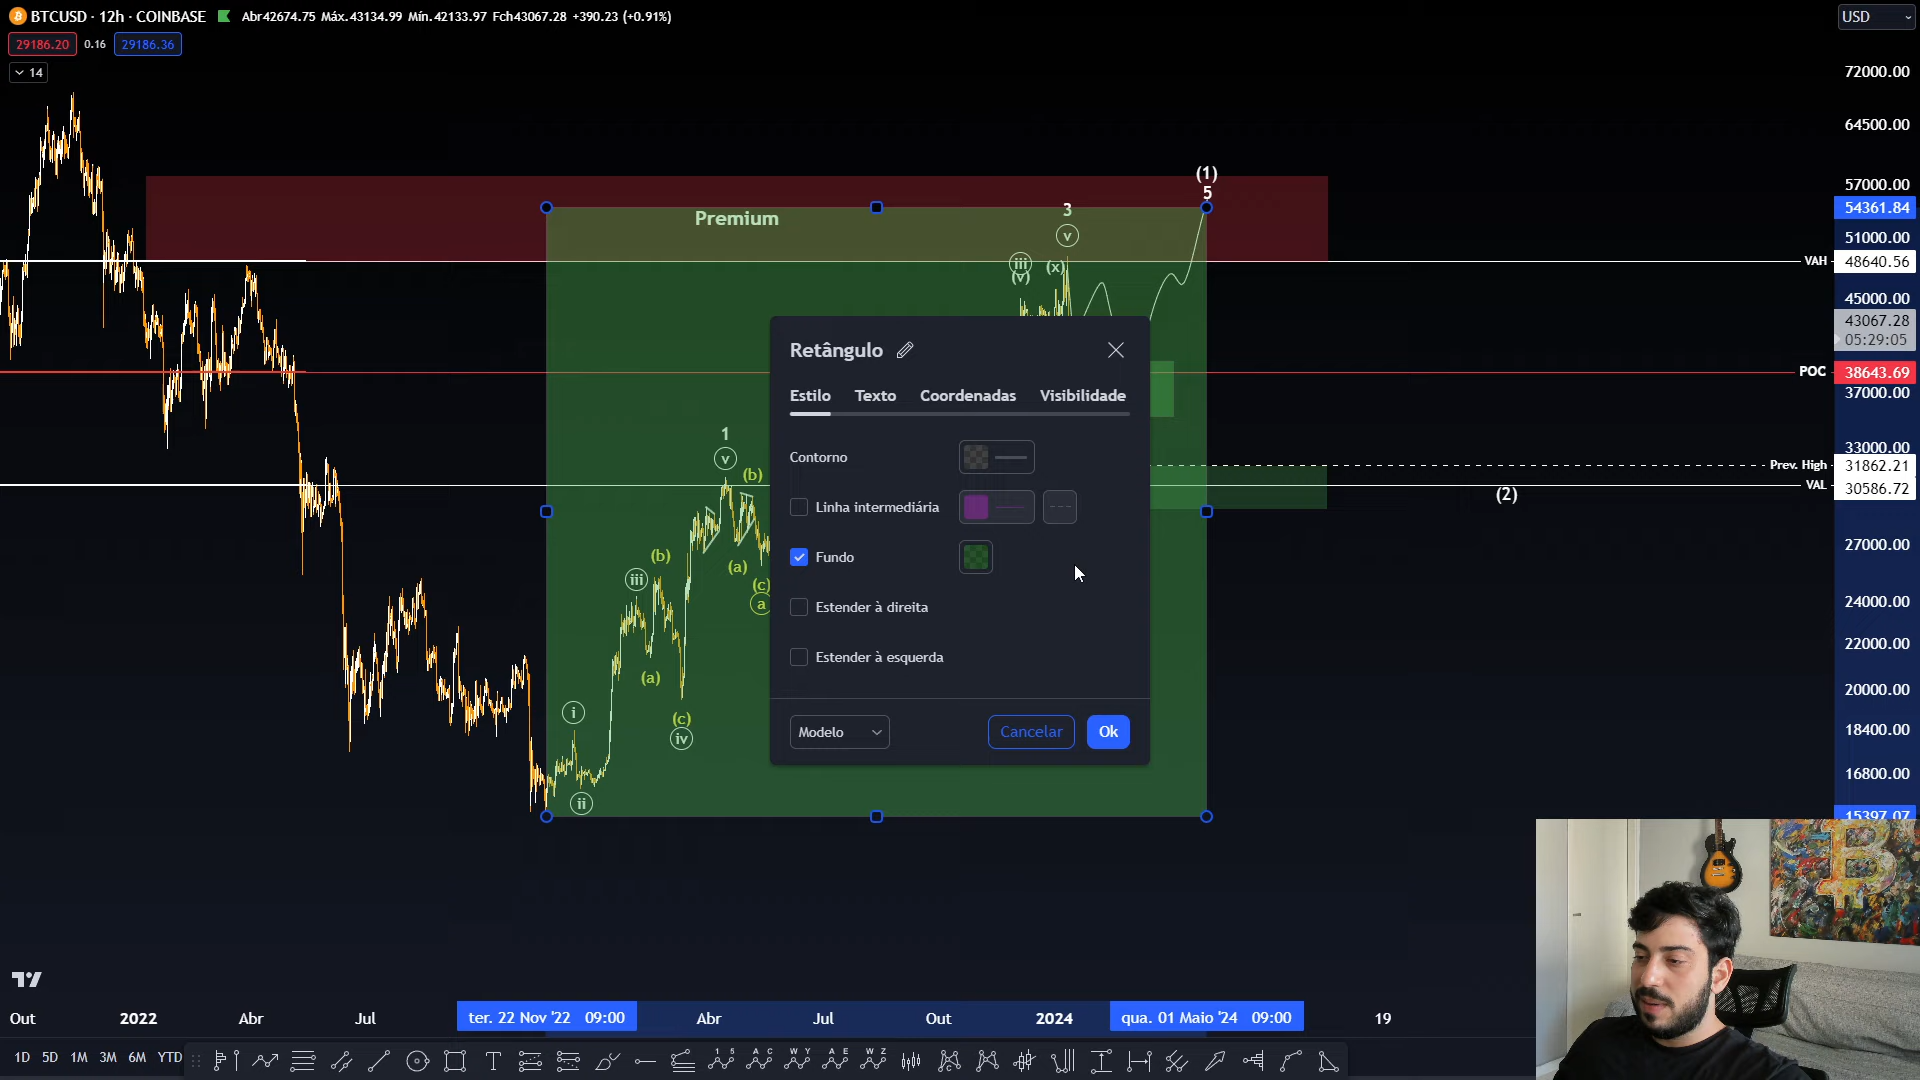 BTCUSD · 12h · COINBASE Abr42674.75 Máx.43134.99 Mín.42133.97 Fch43067.28 +390.23 (+0.91%)
USD
29186.20 0.16 29186.36
14
72000.00
64500.00
57000.00
54361.84
51000.00
VAH 48640.56
45000.00
43067.28
05:29:05
POC 38643.69
37000.00
33000.00
Prev. High 31862.21
VAL 30586.72
27000.00
24000.00
22000.00
20000.00
18400.00
16800.00
15397.07
(1)
5
Premium
3
v
iii
(v)
(x)
1
v
(b)
(2)
(b)
(a)
iii
(c)
a
(a)
i
(c)
iv
ii
Retângulo
Estilo Texto Coordenadas Visibilidade
Contorno
Linha intermediária
Fundo
Estender à direita
Estender à esquerda
Modelo Cancelar Ok
Out 2022 Abr Jul ter. 22 Nov '22 09:00 Abr Jul Out 2024 qua. 01 Maio '24 09:00 19
1D 5D 1M 3M 6M YTD